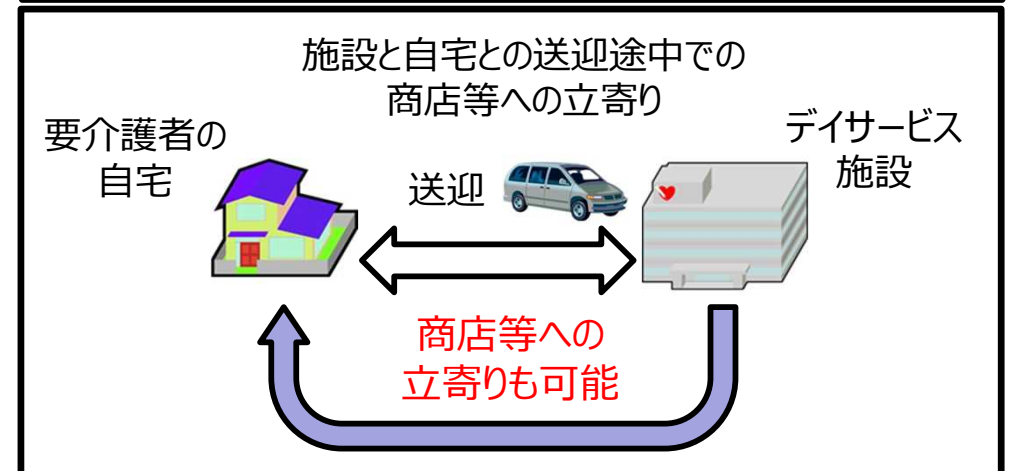 施設と自宅との送迎途中での
商店等への立寄り
要介護者の
自宅
送迎
デイサービス
施設
商店等への
立寄りも可能